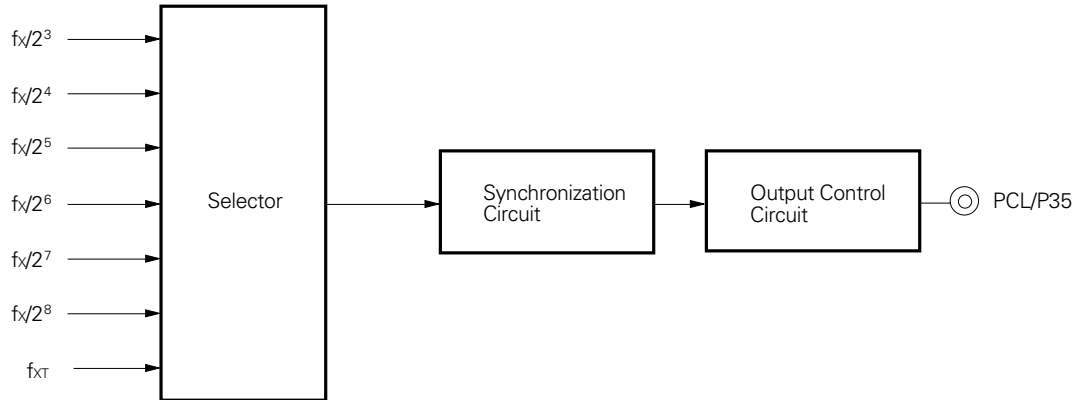 fX/2³
fX/2⁴
fX/2⁵
fX/2⁶
fX/2⁷
fX/2⁸
fXT
Selector
Synchronization
Circuit
Output Control
Circuit
PCL/P35